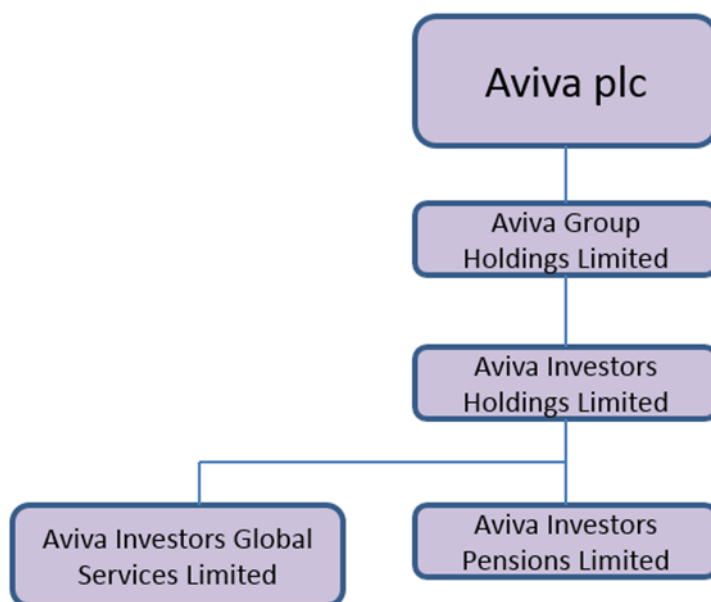 Aviva plc
Aviva Group
Holdings Limited
Aviva Investors
Holdings Limited
Aviva Investors Global
Services Limited
Aviva Investors
Pensions Limited